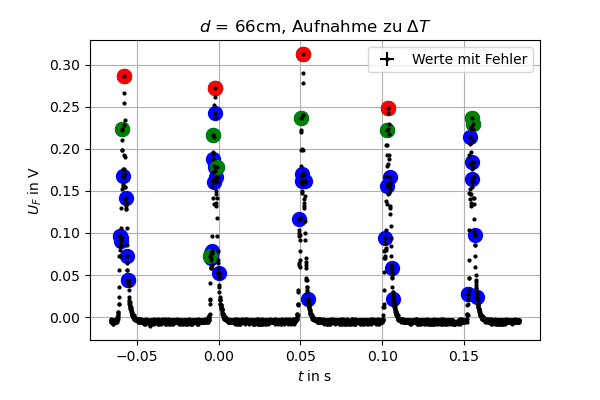 d = 66cm, Aufnahme zu ΔT
Werte mit Fehler
0.30
0.25
0.20
0.15
0.10
0.05
0.00
U_F in V
−0.05 0.00 0.05 0.10 0.15
t in s